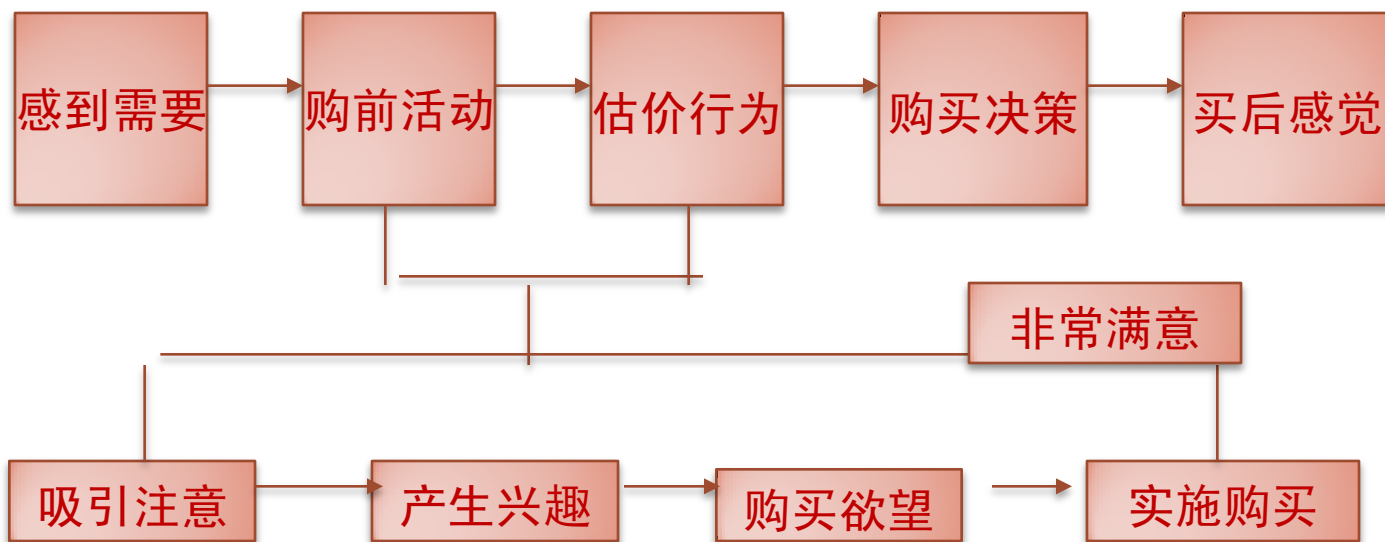 感到需要
购前活动
估价行为
购买决策
买后感觉
非常满意
吸引注意
产生兴趣
购买欲望
实施购买